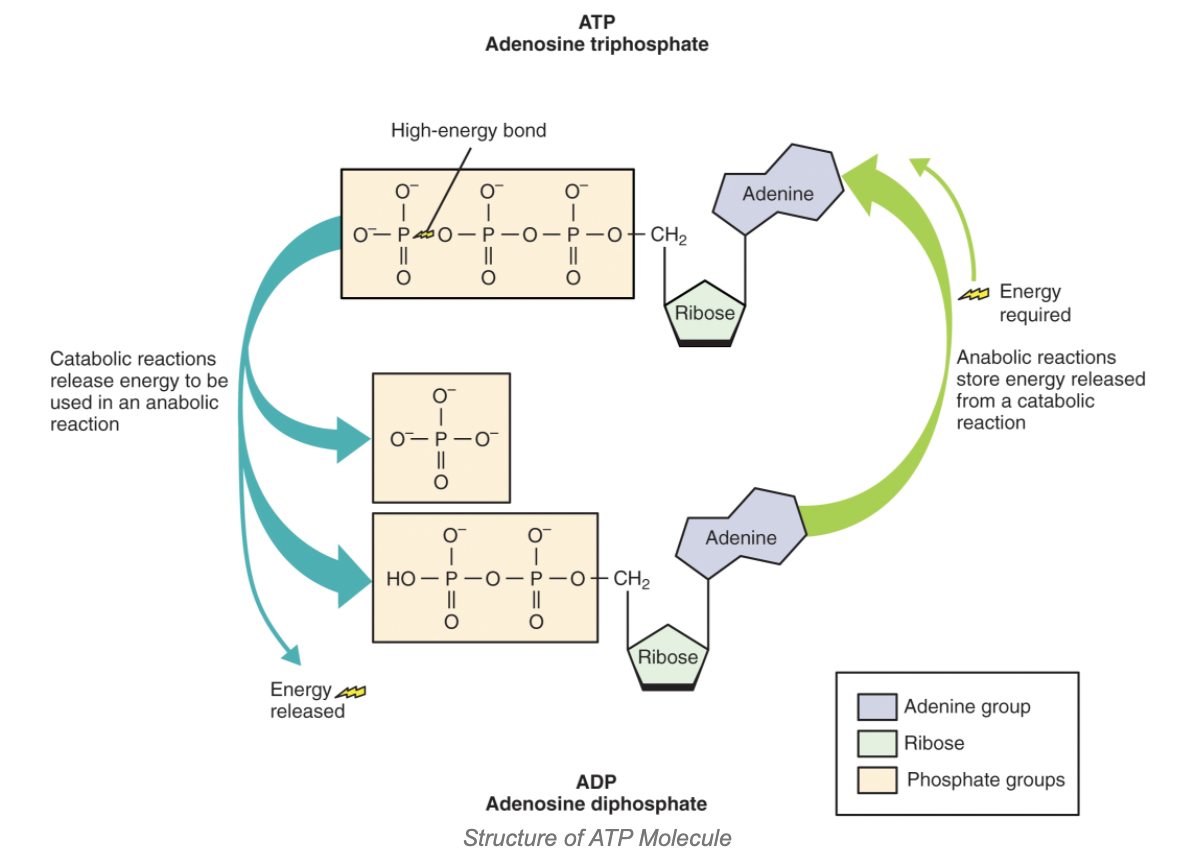 ATP
Adenosine triphosphate
High-energy bond
O⁻ O⁻ O⁻
O⁻ P O P O P O CH₂
O O O
Adenine
Ribose
Energy
required
Catabolic reactions
release energy to be
used in an anabolic
reaction
Anabolic reactions
store energy released
from a catabolic
reaction
O⁻
O⁻ P O⁻
O
O⁻ O⁻
HO P O P O CH₂
O O
Adenine
Ribose
Energy
released
Adenine group
Ribose
Phosphate groups
ADP
Adenosine diphosphate
Structure of ATP Molecule